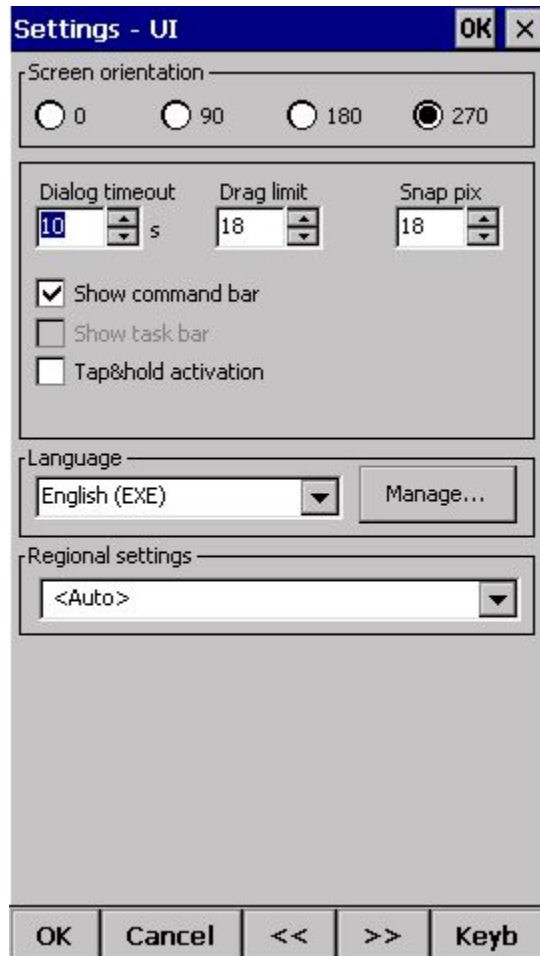 Settings - UI OK
Screen orientation
0 90 180 270
Dialog timeout Drag limit Snap pix
10 s 18 18
Show command bar
Show task bar
Tap&hold activation
Language
English (EXE) Manage...
Regional settings
<Auto>
OK Cancel << >> Keyb